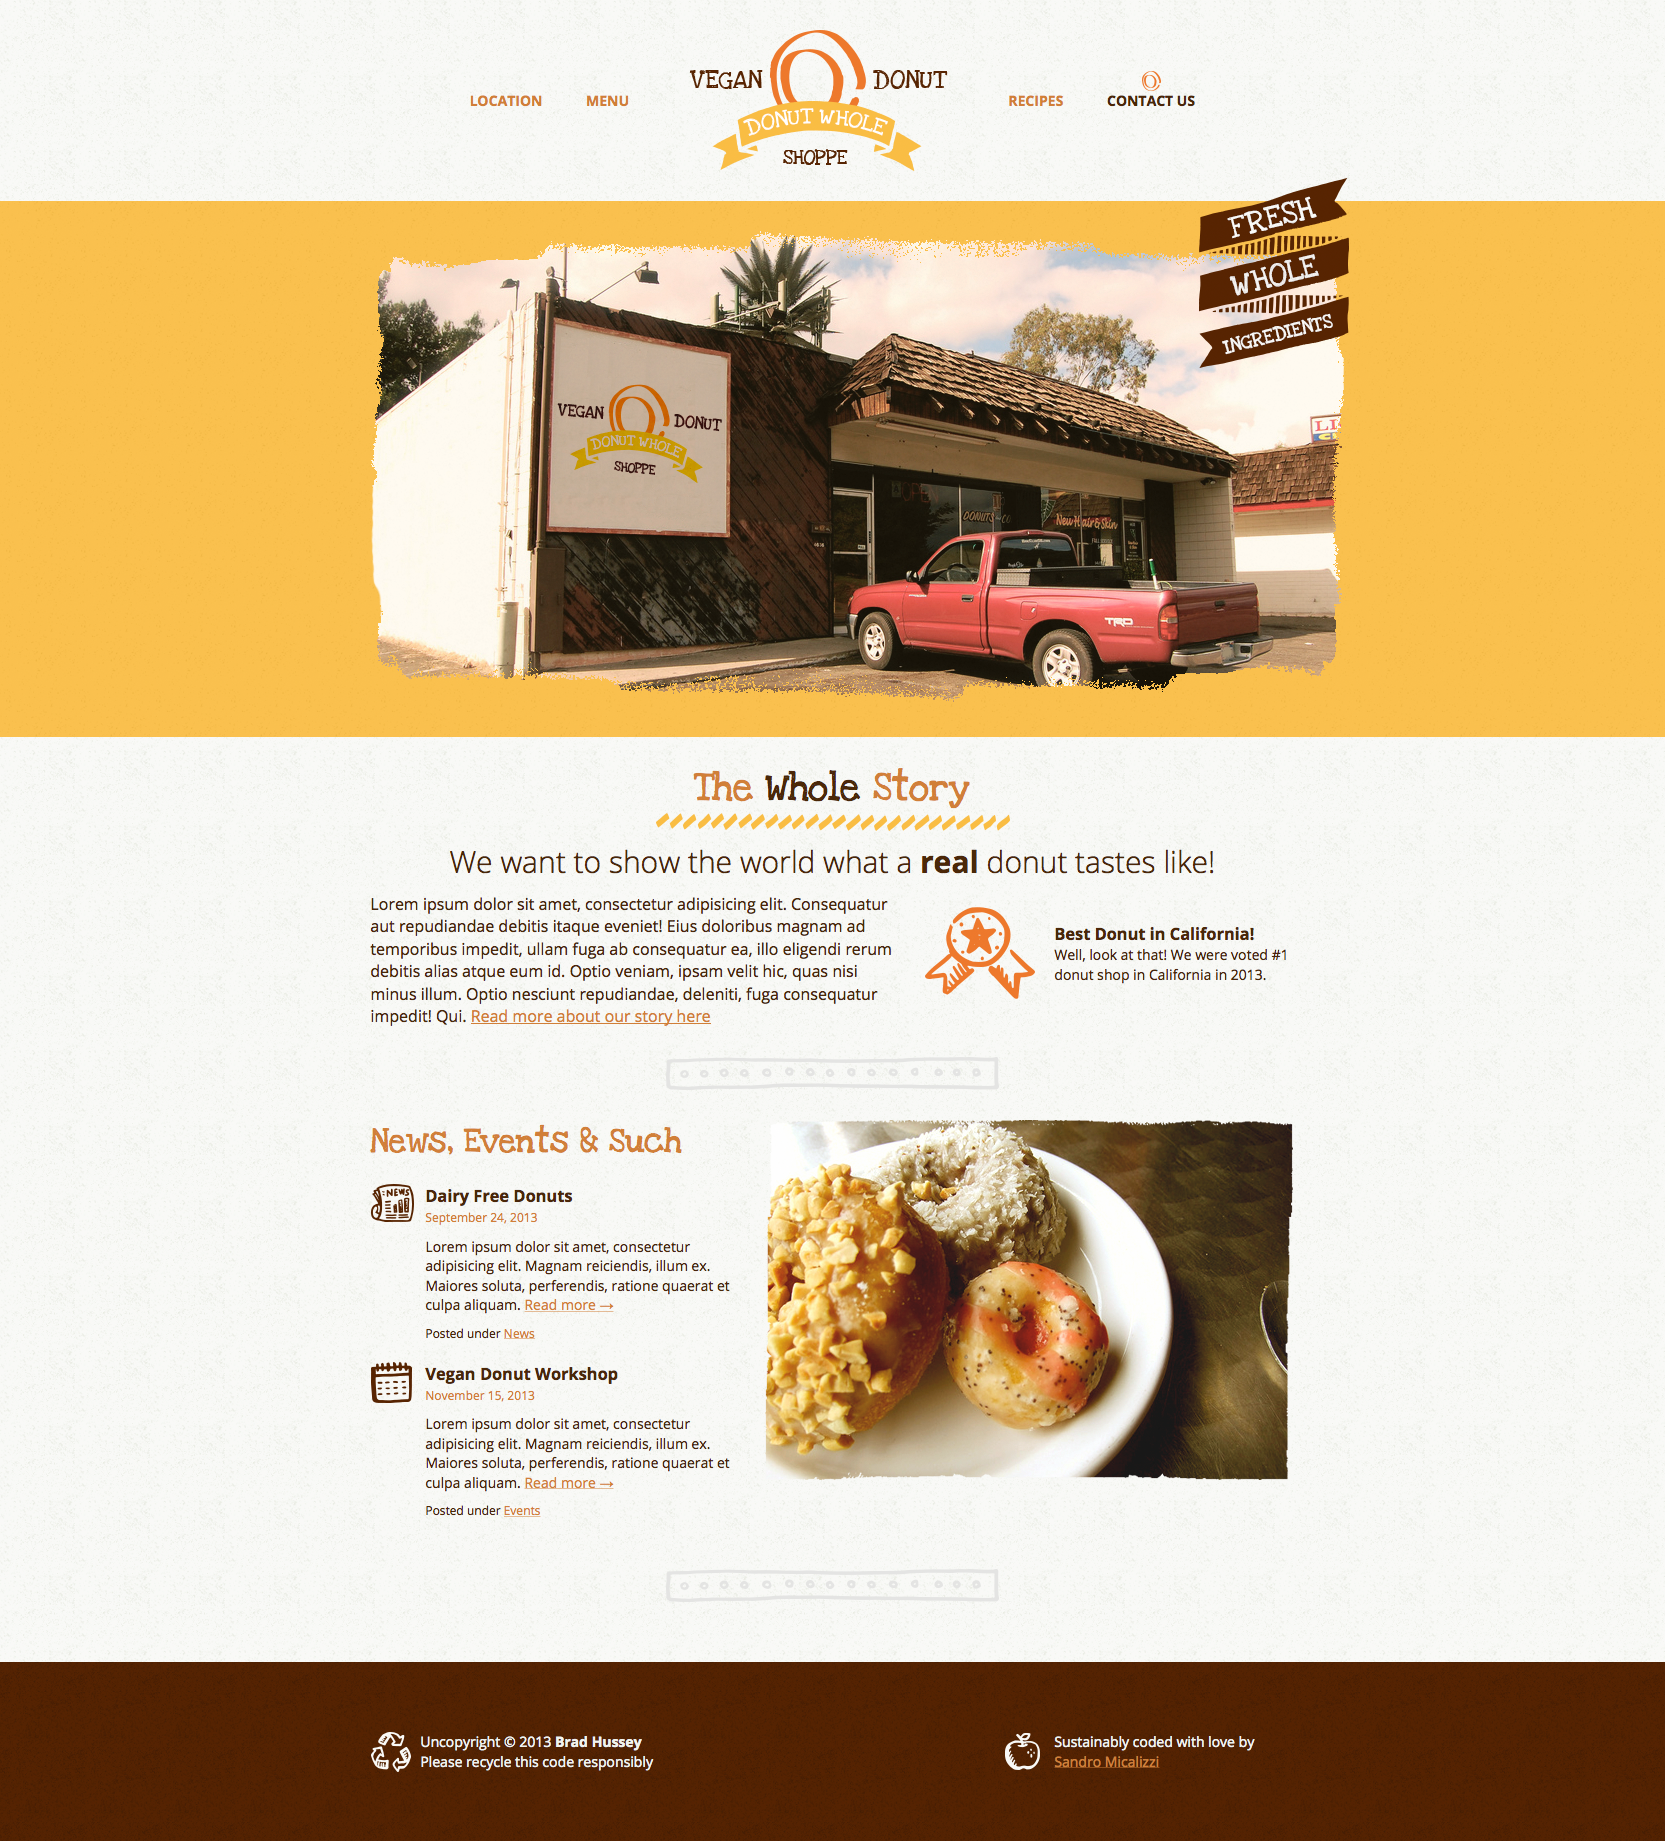 LOCATION
MENU
VEGAN DONUT
DONUT WHOLE
SHOPPE
RECIPES
CONTACT US
FRESH
WHOLE
INGREDIENTS
VEGAN DONUT
DONUT WHOLE
SHOPPE
DONUTS
New Hair & Skin
TRD
The Whole Story
We want to show the world what a real donut tastes like!
Lorem ipsum dolor sit amet, consectetur adipisicing elit. Consequatur
aut repudiandae debitis itaque eveniet! Eius doloribus magnam ad
temporibus impedit, ullam fuga ab consequatur ea, illo eligendi rerum
debitis alias atque eum id. Optio veniam, ipsam velit hic, quas nisi
minus illum. Optio nesciunt repudiandae, deleniti, fuga consequatur
impedit! Qui. Read more about our story here
Best Donut in California!
Well, look at that! We were voted #1
donut shop in California in 2013.
News, Events & Such
NEWS
Dairy Free Donuts
September 24, 2013
Lorem ipsum dolor sit amet, consectetur
adipisicing elit. Magnam reiciendis, illum ex.
Maiores soluta, perferendis, ratione quaerat et
culpa aliquam. Read more →
Posted under News
Vegan Donut Workshop
November 15, 2013
Lorem ipsum dolor sit amet, consectetur
adipisicing elit. Magnam reiciendis, illum ex.
Maiores soluta, perferendis, ratione quaerat et
culpa aliquam. Read more →
Posted under Events
Uncopyright © 2013 Brad Hussey
Please recycle this code responsibly
Sustainably coded with love by
Sandro Micalizzi